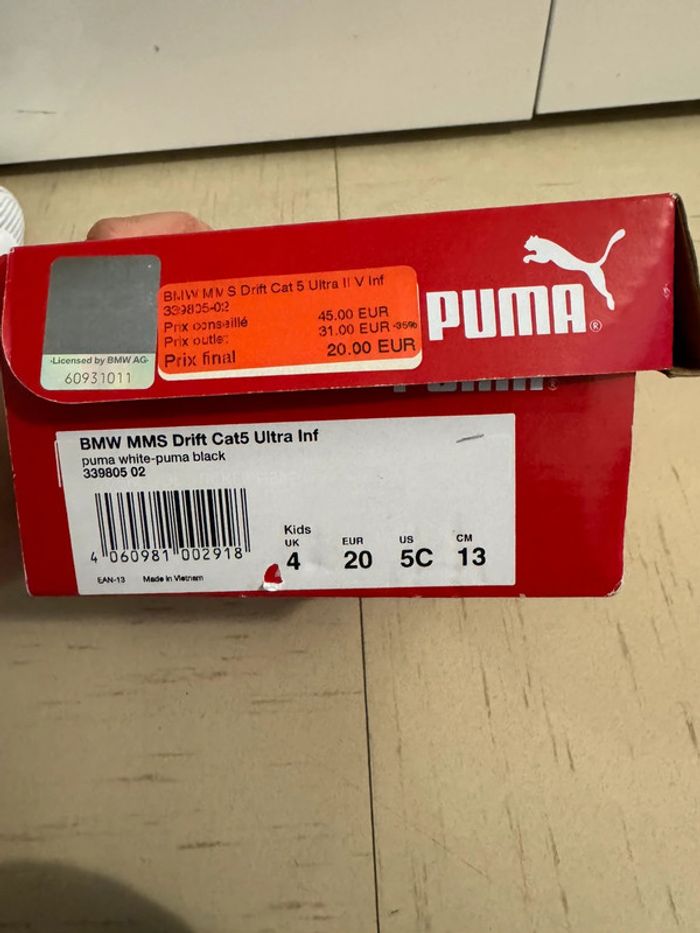 BMW MMS Drift Cat 5 Ultra II V Inf
339805-02
Prix conseillé 45.00 EUR
Prix outlet 31.00 EUR -35%
Prix final 20.00 EUR
PUMA®
·Licensed by BMW AG·
60931011
BMW MMS Drift Cat5 Ultra Inf
puma white-puma black
339805 02
4 060981 002918
EAN-13 Made in Vietnam
Kids
UK EUR US CM
4 20 5C 13